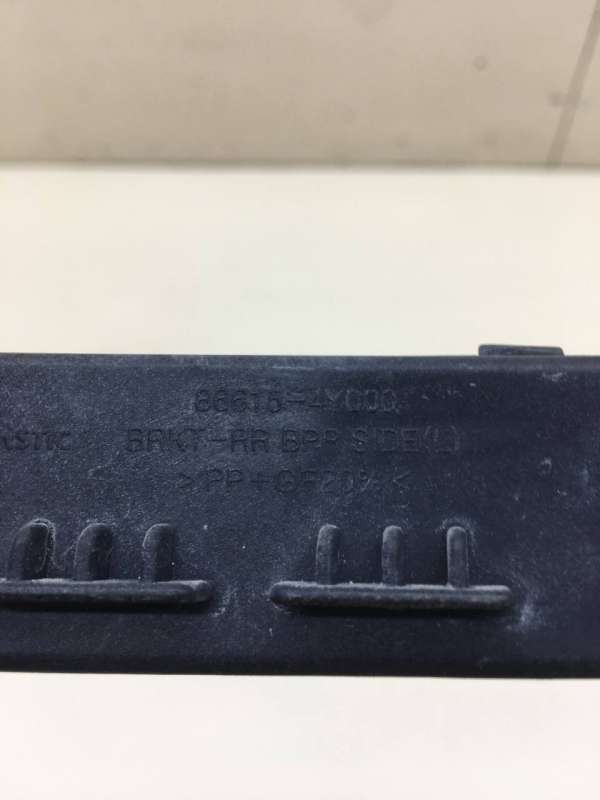 86615-4Y000
BRKT-RR BPR SIDE(L)
>PP+GF20%<